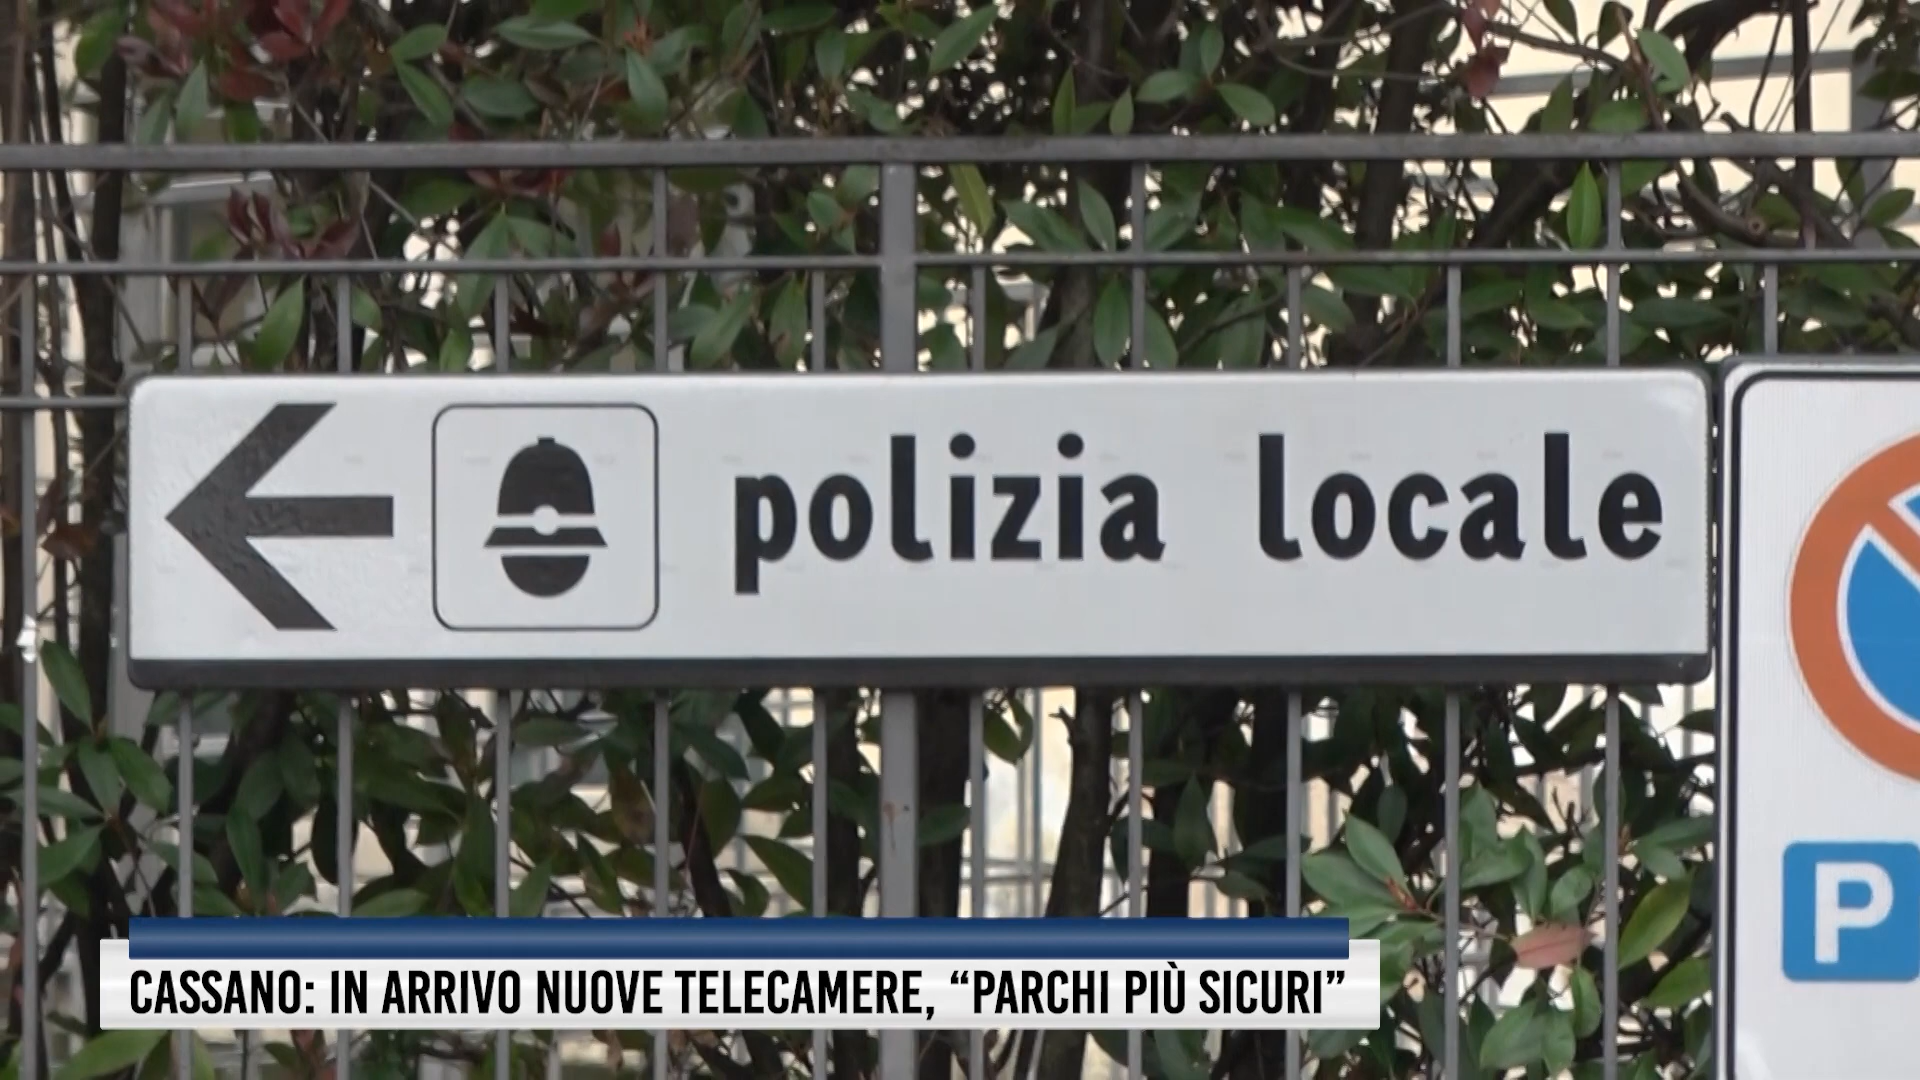 polizia locale
P
CASSANO: IN ARRIVO NUOVE TELECAMERE, “PARCHI PIÙ SICURI”